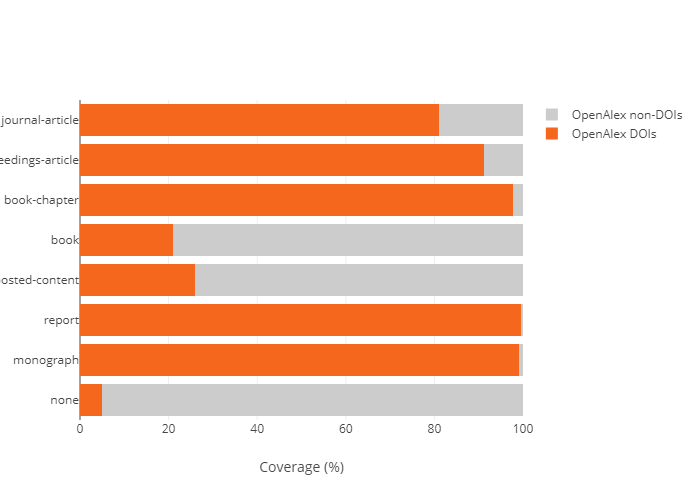 OpenAlex non-DOIs
OpenAlex DOIs
journal-article
eedings-article
book-chapter
book
osted-content
report
monograph
none
0 20 40 60 80 100
Coverage (%)